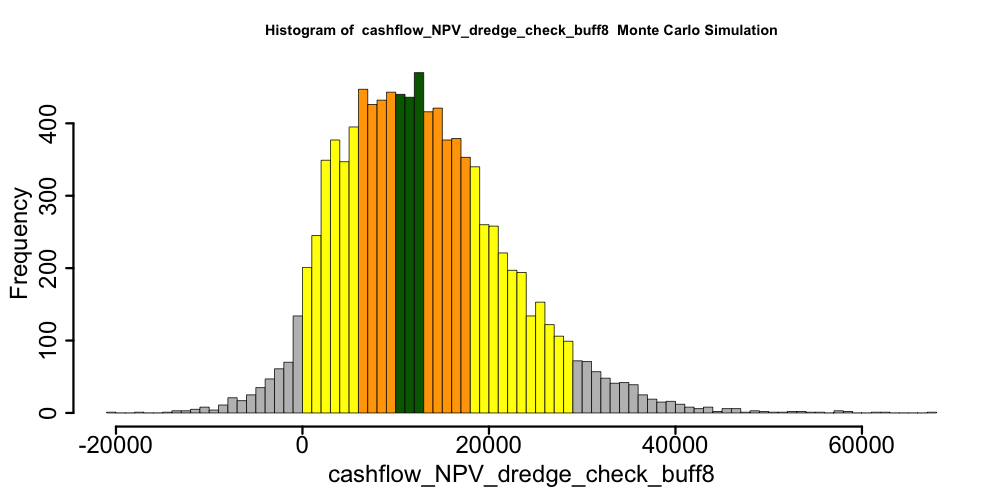 Histogram of  cashflow_NPV_dredge_check_buff8  Monte Carlo Simulation
Frequency
400
300
200
100
0
-20000 0 20000 40000 60000
cashflow_NPV_dredge_check_buff8